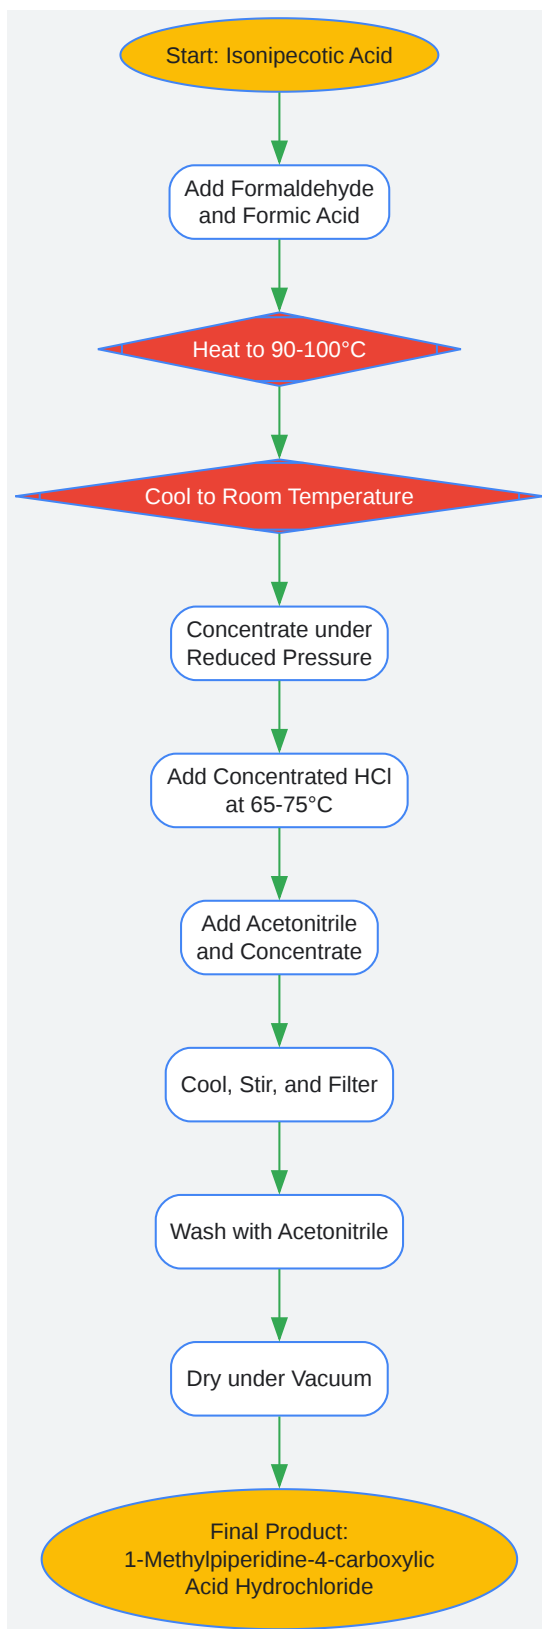 Start: Isonipecotic Acid
Add Formaldehyde
and Formic Acid
Heat to 90-100°C
Cool to Room Temperature
Concentrate under
Reduced Pressure
Add Concentrated HCl
at 65-75°C
Add Acetonitrile
and Concentrate
Cool, Stir, and Filter
Wash with Acetonitrile
Dry under Vacuum
Final Product:
1-Methylpiperidine-4-carboxylic
Acid Hydrochloride